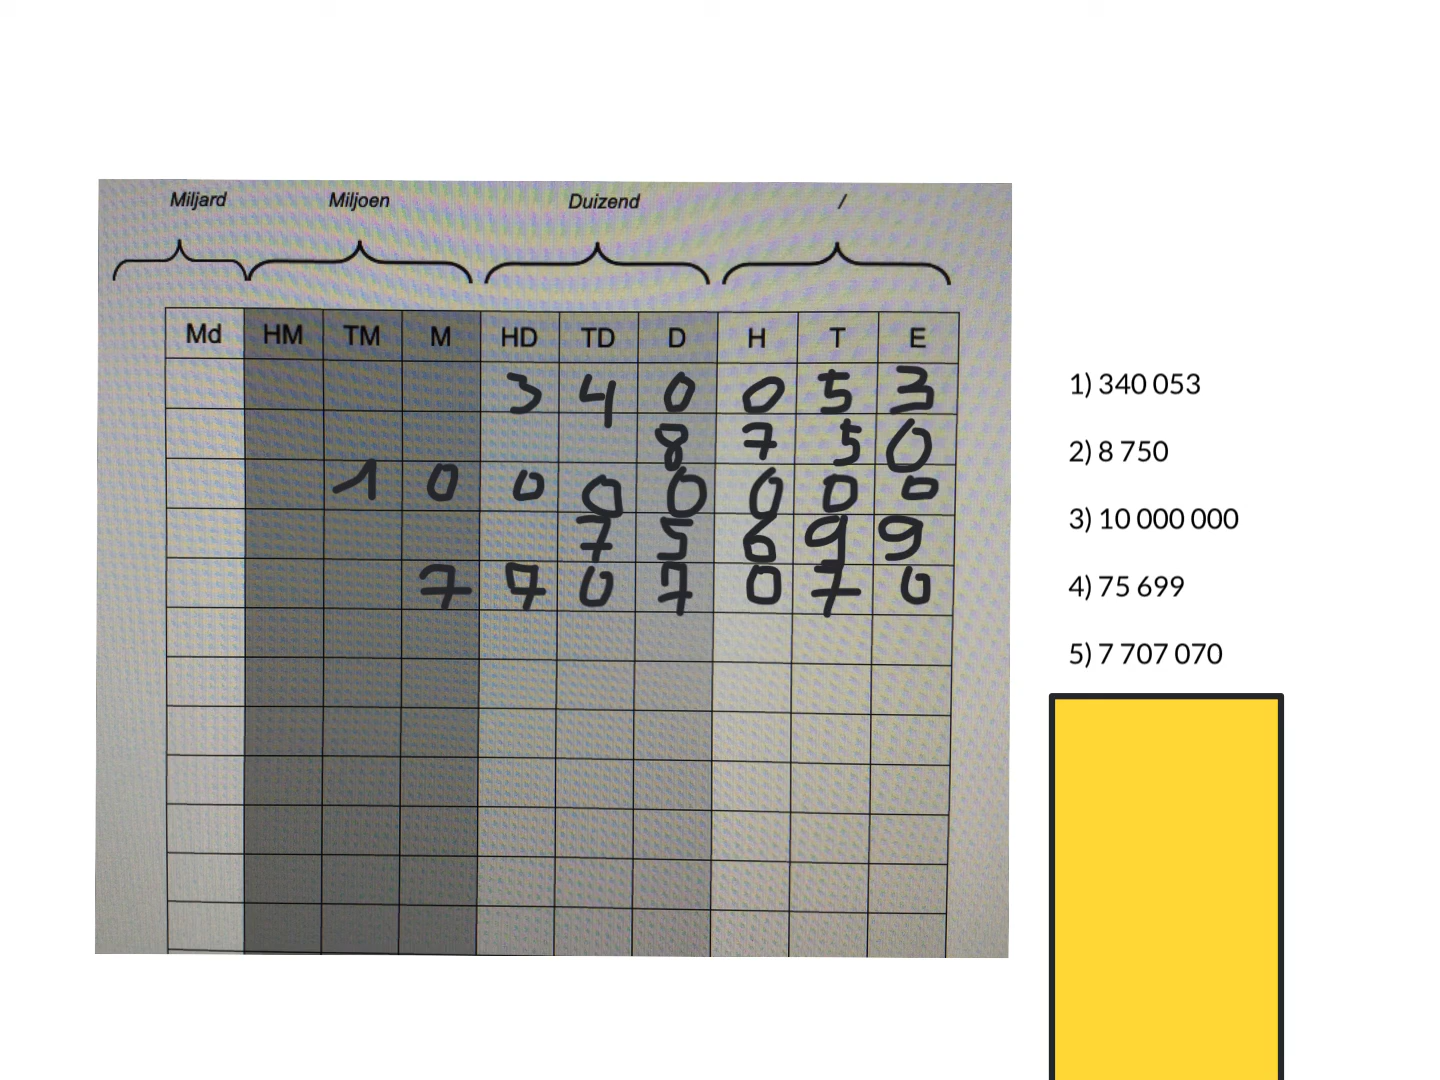 Miljard Miljoen Duizend /
Md HM TM M HD TD D H T E
3 4 0 0 5 3
8 7 5 0
1 0 0 0 0 0 0 0
7 5 6 9 9
7 7 0 7 0 7 0
1) 340 053
2) 8 750
3) 10 000 000
4) 75 699
5) 7 707 070